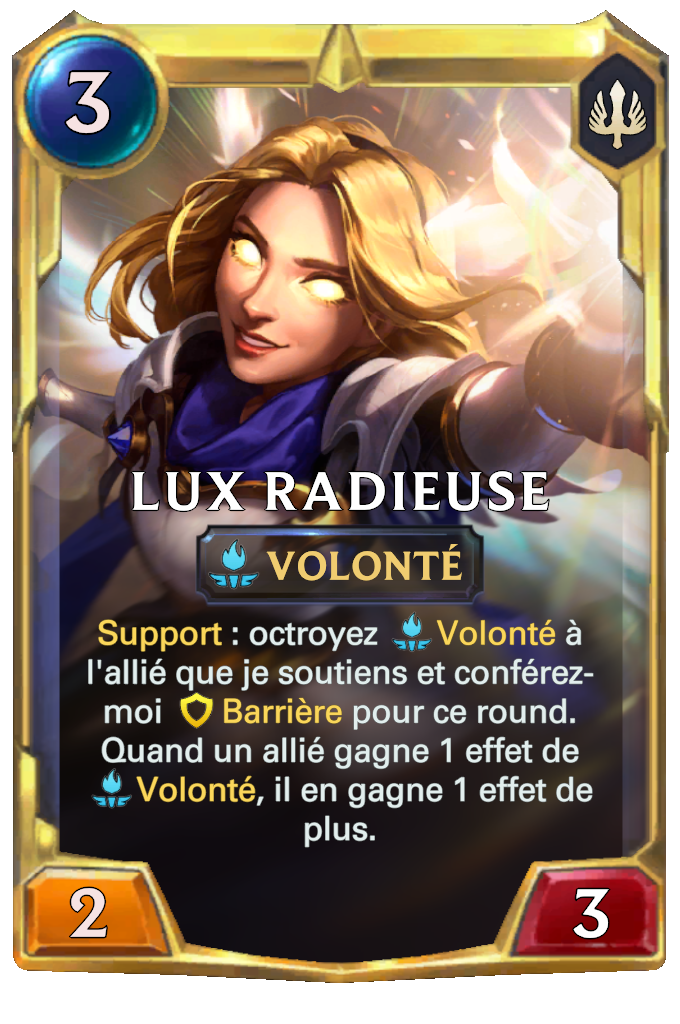 3
LUX RADIEUSE
VOLONTÉ
Support : octroyez Volonté à
l'allié que je soutiens et conférez-
moi Barrière pour ce round.
Quand un allié gagne 1 effet de
Volonté, il en gagne 1 effet de
plus.
2
3